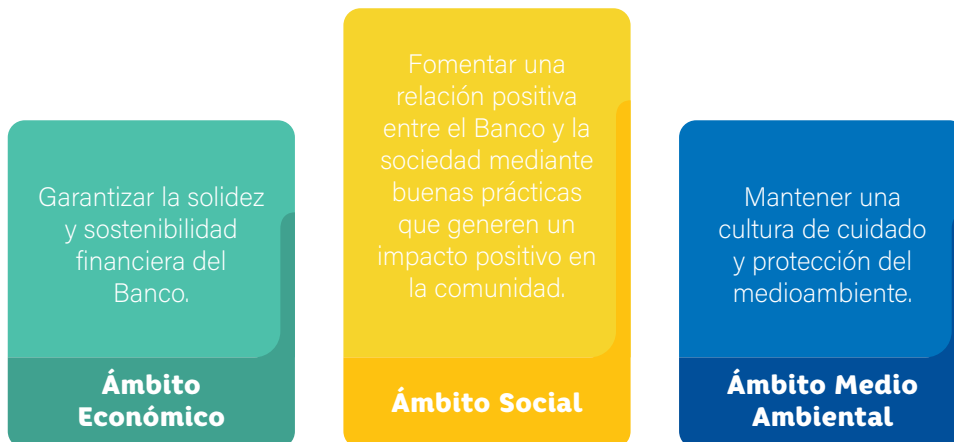 Garantizar la solidez
y sostenibilidad
financiera del
Banco.
Ámbito
Económico
Fomentar una
relación positiva
entre el Banco y la
sociedad mediante
buenas prácticas
que generen un
impacto positivo en
la comunidad.
Ámbito Social
Mantener una
cultura de cuidado
y protección del
medioambiente.
Ámbito Medio
Ambiental